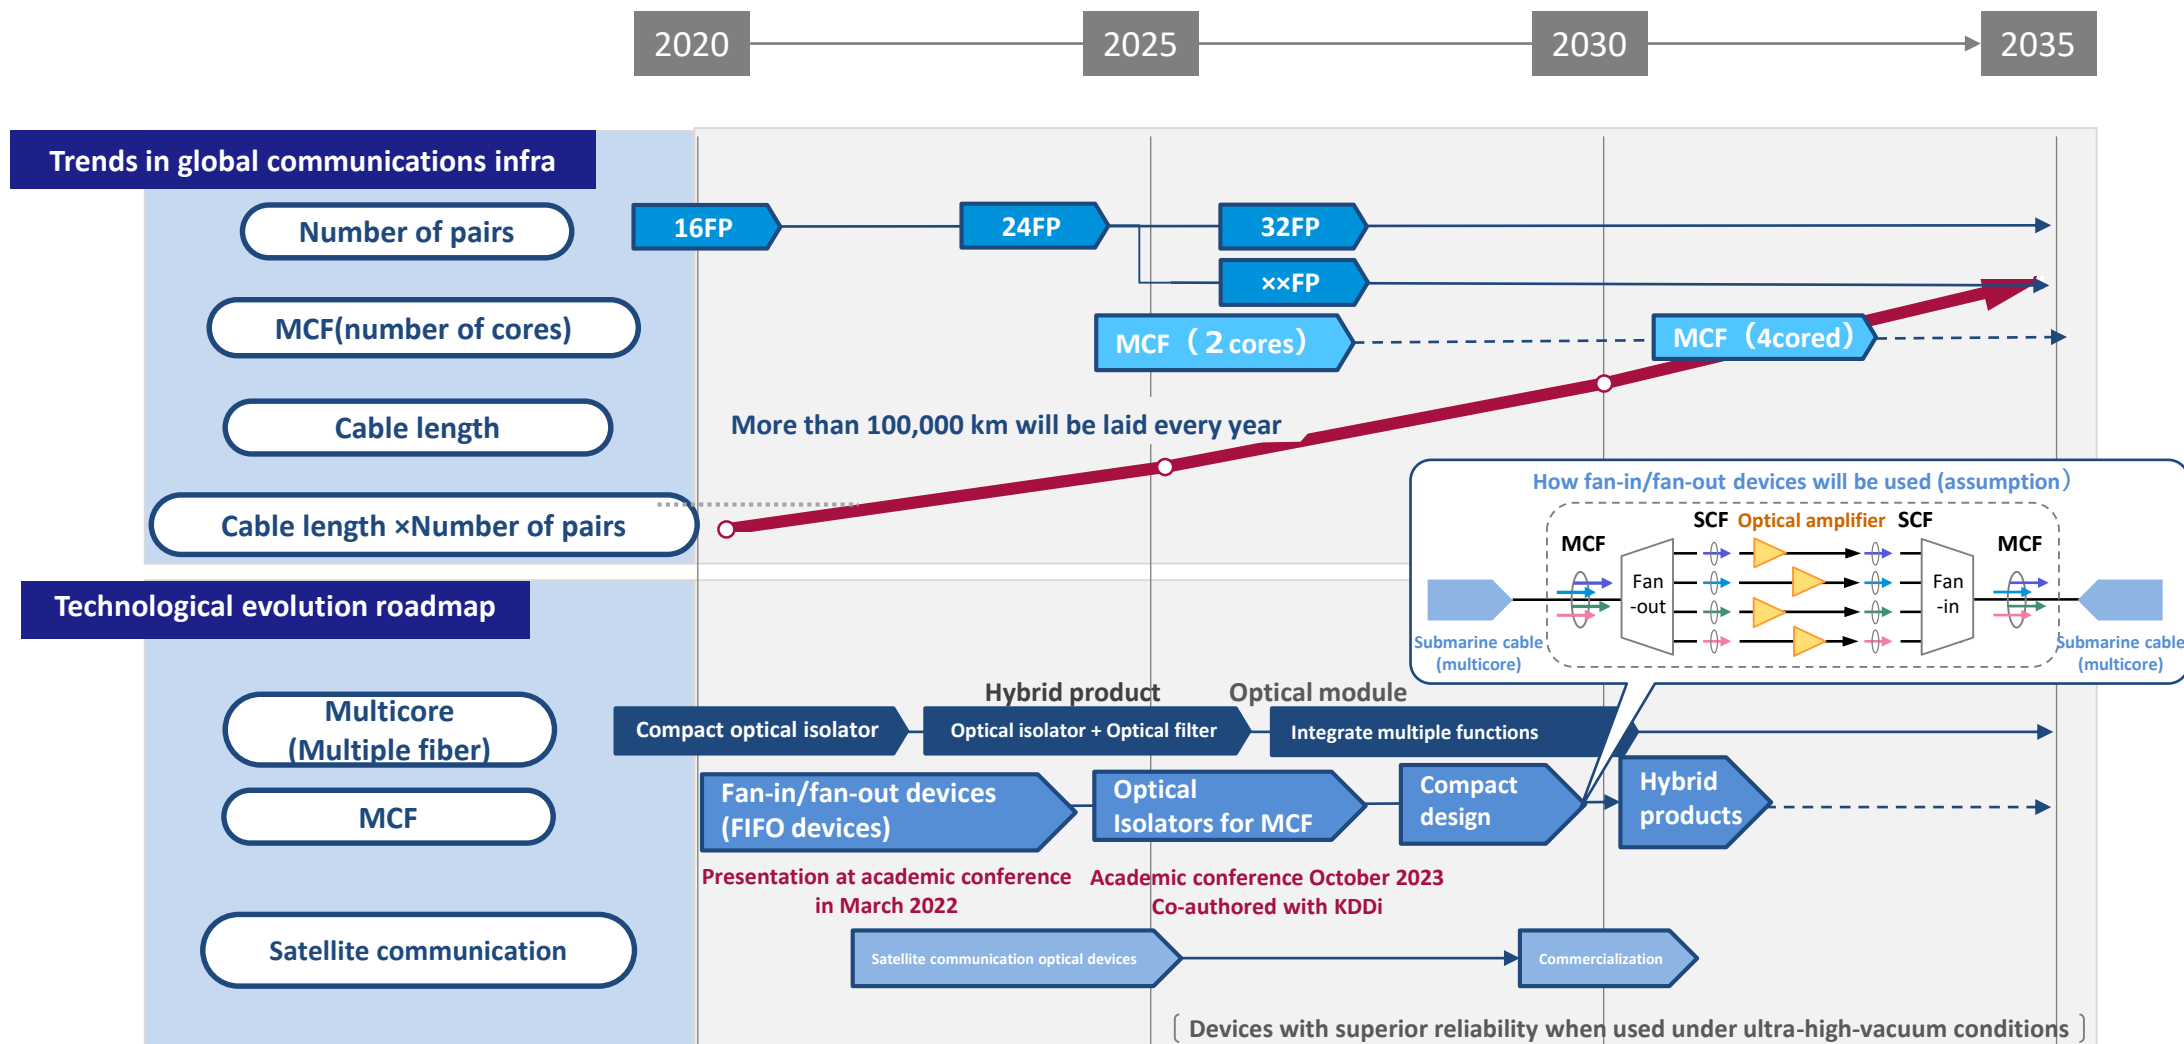 2020
2025
2030
2035
Trends in global communications infra
Number of pairs
16FP
24FP
32FP
××FP
MCF(number of cores)
MCF（２cores）
MCF（4cored）
Cable length
More than 100,000 km will be laid every year
Cable length ×Number of pairs
How fan-in/fan-out devices will be used (assumption）
SCF
Optical amplifier
SCF
MCF
MCF
Fan
-out
Fan
-in
Submarine cable
(multicore)
Submarine cable
(multicore)
Technological evolution roadmap
Hybrid product
Optical module
Multicore
(Multiple fiber)
Compact optical isolator
Optical isolator + Optical filter
Integrate multiple functions
MCF
Fan-in/fan-out devices
(FIFO devices)
Optical
Isolators for MCF
Compact
design
Hybrid
products
Presentation at academic conference
in March 2022
Academic conference October 2023
Co-authored with KDDi
Satellite communication
Satellite communication optical devices
Commercialization
〔 Devices with superior reliability when used under ultra-high-vacuum conditions 〕